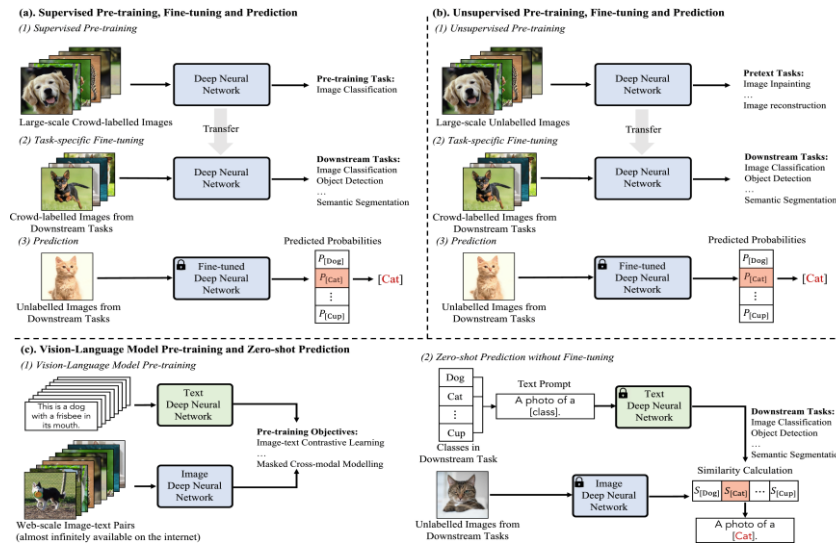 (a). Supervised Pre-training, Fine-tuning and Prediction
(1) Supervised Pre-training
Deep Neural
Network
Pre-training Task:
Image Classification
Large-scale Crowd-labelled Images
Transfer
(2) Task-specific Fine-tuning
Deep Neural
Network
Downstream Tasks:
Image Classification
Object Detection
...
Semantic Segmentation
Crowd-labelled Images from
Downstream Tasks
(3) Prediction
Predicted Probabilities
Fine-tuned
Deep Neural
Network
P[Dog]
P[Cat]
⋮
P[Cup]
[Cat]
Unlabelled Images from
Downstream Tasks
(b). Unsupervised Pre-training, Fine-tuning and Prediction
(1) Unsupervised Pre-training
Deep Neural
Network
Pretext Tasks:
Image Inpainting
...
Image reconstruction
Large-scale Unlabelled Images
Transfer
(2) Task-specific Fine-tuning
Deep Neural
Network
Downstream Tasks:
Image Classification
Object Detection
...
Semantic Segmentation
Crowd-labelled Images from
Downstream Tasks
(3) Prediction
Predicted Probabilities
Fine-tuned
Deep Neural
Network
P[Dog]
P[Cat]
⋮
P[Cup]
[Cat]
Unlabelled Images from
Downstream Tasks
(c). Vision-Language Model Pre-training and Zero-shot Prediction
(1) Vision-Language Model Pre-training
This is a dog
with a frisbee in
its mouth.
Text
Deep Neural
Network
Pre-training Objectives:
Image-text Contrastive Learning
...
Masked Cross-modal Modelling
Image
Deep Neural
Network
Web-scale Image-text Pairs
(almost infinitely available on the internet)
(2) Zero-shot Prediction without Fine-tuning
Dog
Cat
⋮
Cup
Classes in
Downstream Task
Text Prompt
A photo of a
[class].
Text
Deep Neural
Network
Downstream Tasks:
Image Classification
Object Detection
...
Semantic Segmentation
Image
Deep Neural
Network
Similarity Calculation
S[Dog] S[Cat] ... S[Cup]
A photo of a
[Cat].
Unlabelled Images from
Downstream Tasks